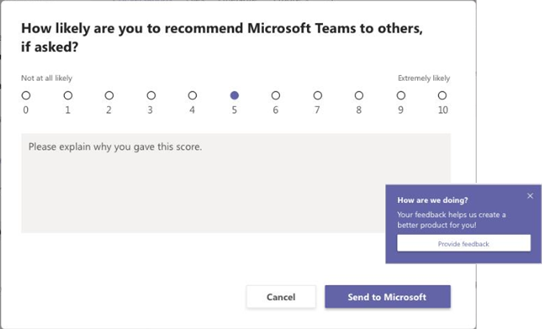 How likely are you to recommend Microsoft Teams to others,
if asked?
Not at all likely Extremely likely
0 1 2 3 4 5 6 7 8 9 10
Please explain why you gave this score.
How are we doing?
Your feedback helps us create a
better product for you!
Provide feedback
Cancel Send to Microsoft